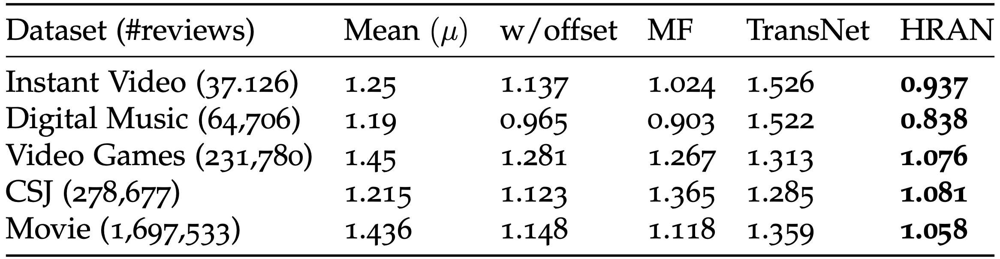 Dataset (#reviews) Mean (μ) w/offset MF TransNet HRAN
Instant Video (37.126) 1.25 1.137 1.024 1.526 0.937
Digital Music (64,706) 1.19 0.965 0.903 1.522 0.838
Video Games (231,780) 1.45 1.281 1.267 1.313 1.076
CSJ (278,677) 1.215 1.123 1.365 1.285 1.081
Movie (1,697,533) 1.436 1.148 1.118 1.359 1.058